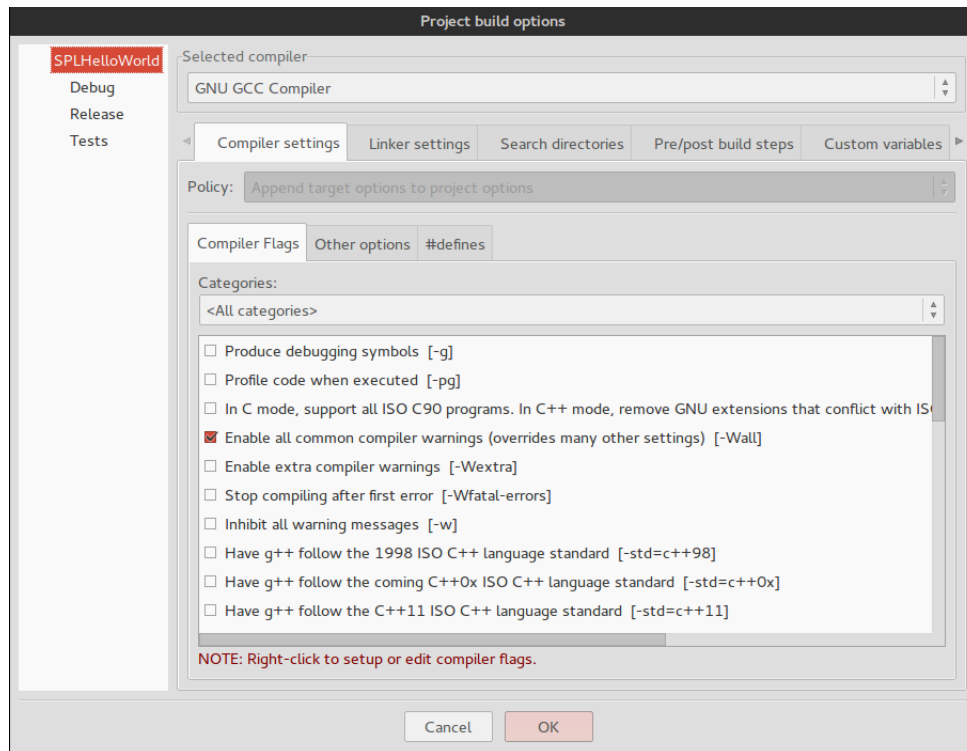 Project build options
SPLHelloWorld
Debug
Release
Tests
Selected compiler
GNU GCC Compiler
Compiler settings Linker settings Search directories Pre/post build steps Custom variables
Policy: Append target options to project options
Compiler Flags Other options #defines
Categories:
<All categories>
Produce debugging symbols [-g]
Profile code when executed [-pg]
In C mode, support all ISO C90 programs. In C++ mode, remove GNU extensions that conflict with IS
Enable all common compiler warnings (overrides many other settings) [-Wall]
Enable extra compiler warnings [-Wextra]
Stop compiling after first error [-Wfatal-errors]
Inhibit all warning messages [-w]
Have g++ follow the 1998 ISO C++ language standard [-std=c++98]
Have g++ follow the coming C++0x ISO C++ language standard [-std=c++0x]
Have g++ follow the C++11 ISO C++ language standard [-std=c++11]
NOTE: Right-click to setup or edit compiler flags.
Cancel OK